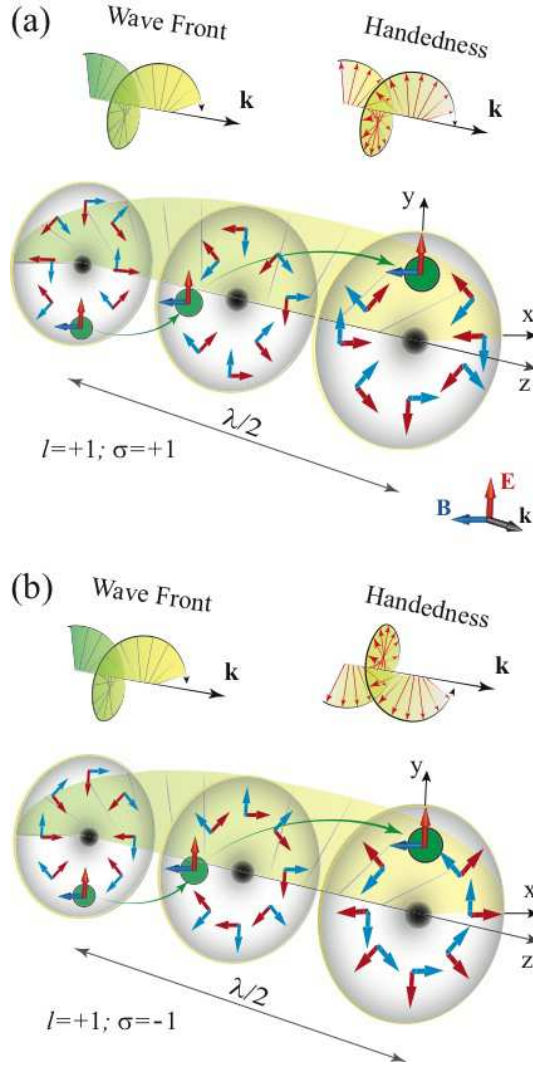 (a)
Wave Front
Handedness
k
k
y
x
z
λ/2
l=+1; σ=+1
E
B
k
(b)
Wave Front
Handedness
k
k
y
x
z
λ/2
l=+1; σ=-1